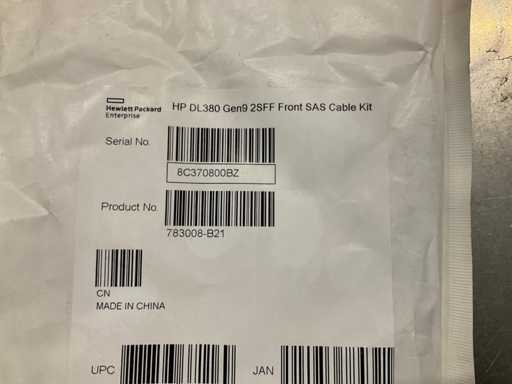 Hewlett Packard
Enterprise
HP DL380 Gen9 2SFF Front SAS Cable Kit
Serial No.
8C370800BZ
Product No.
783008-B21
CN
MADE IN CHINA
UPC
JAN